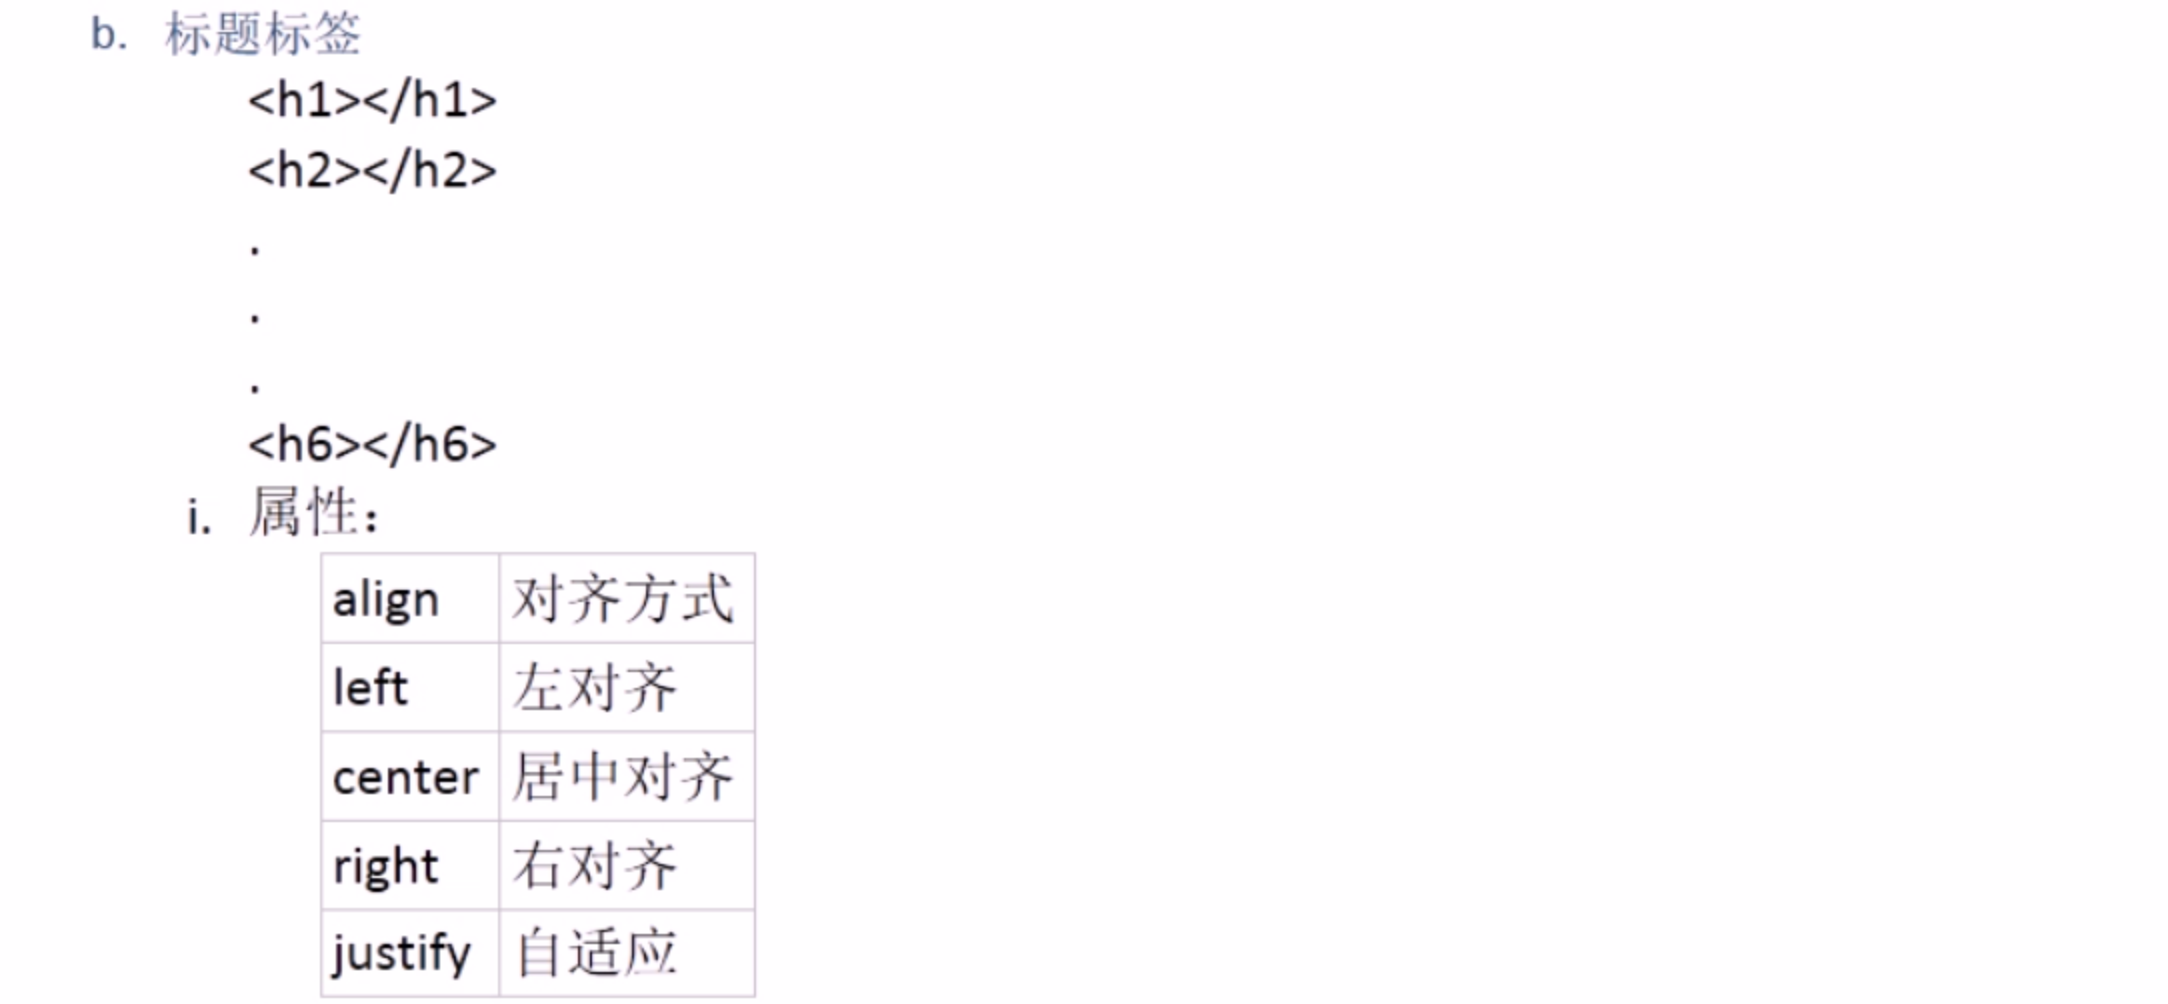 b. 标题标签
<h1></h1>
<h2></h2>
.
.
.
<h6></h6>
i. 属性：
align 对齐方式
left 左对齐
center 居中对齐
right 右对齐
justify 自适应